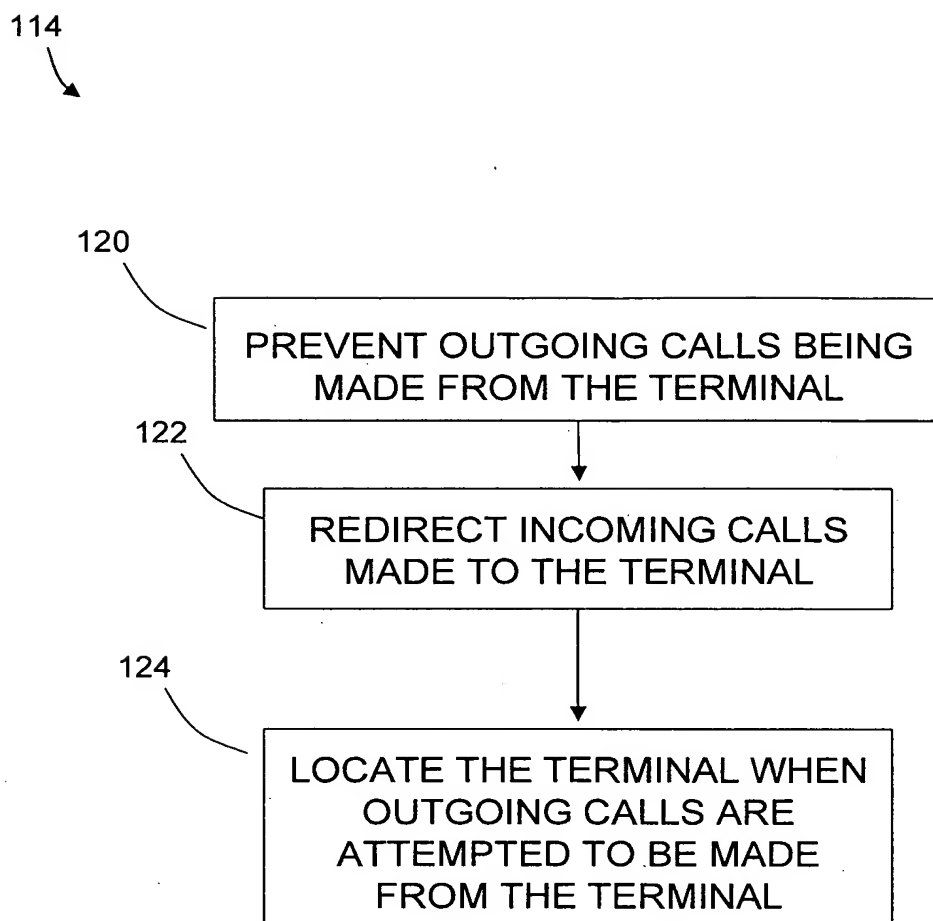 114
120
PREVENT OUTGOING CALLS BEING
MADE FROM THE TERMINAL
122
REDIRECT INCOMING CALLS
MADE TO THE TERMINAL
124
LOCATE THE TERMINAL WHEN
OUTGOING CALLS ARE
ATTEMPTED TO BE MADE
FROM THE TERMINAL